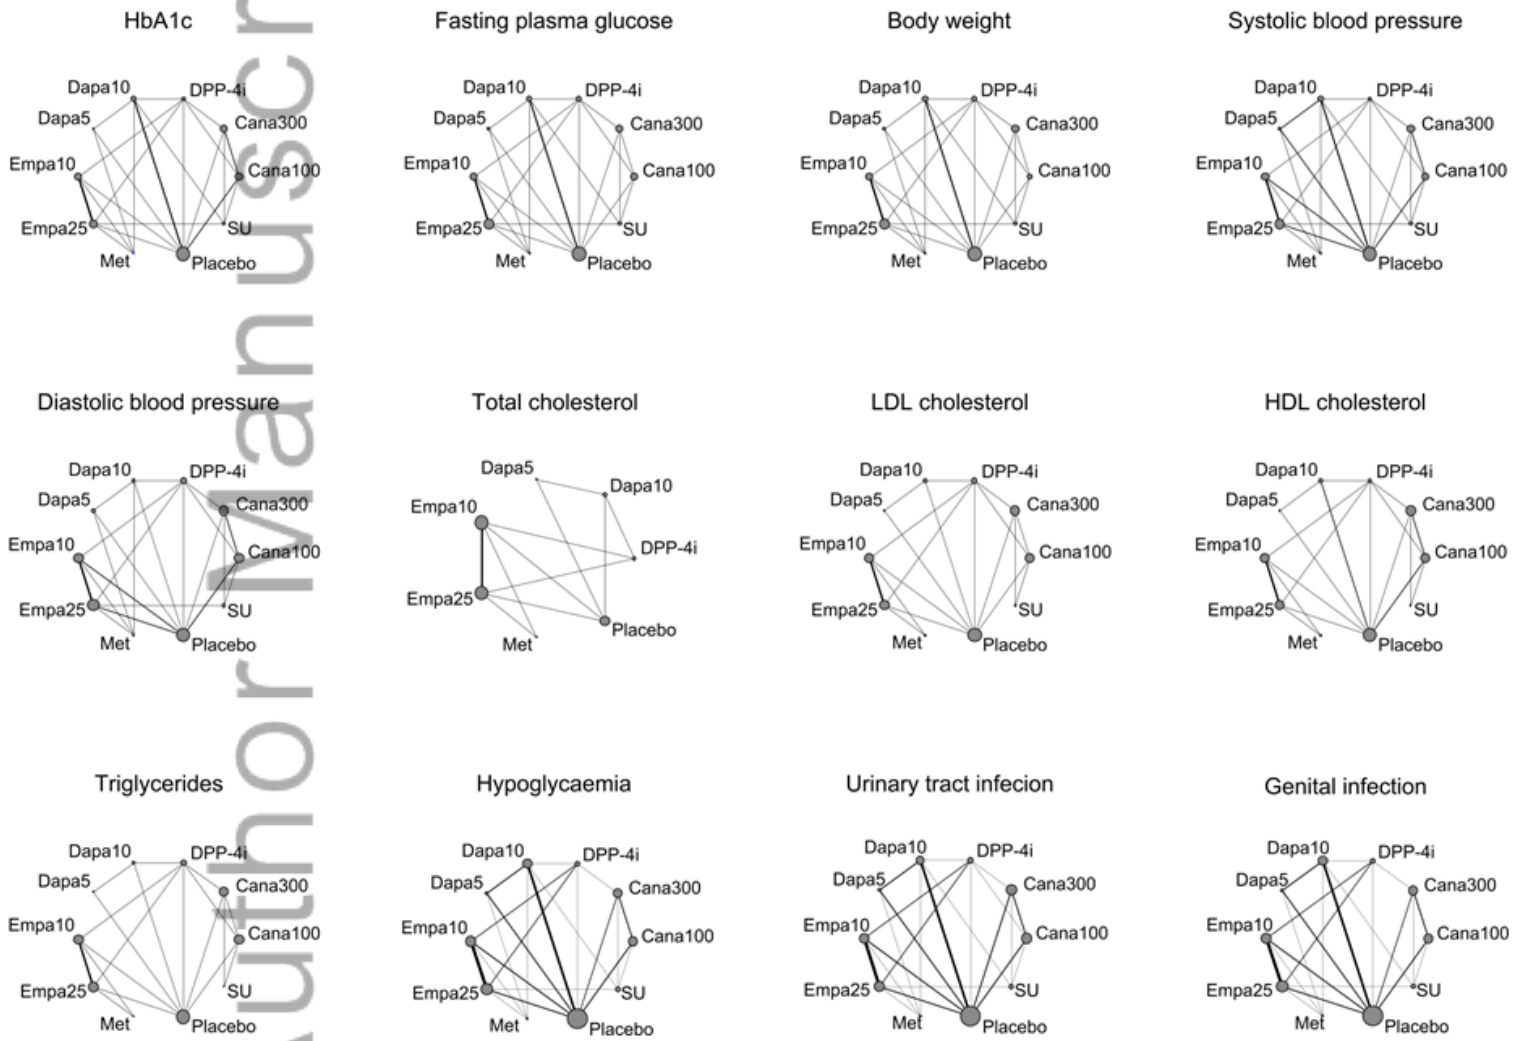 HbA1c
Fasting plasma glucose
Body weight
Systolic blood pressure
Dapa10
DPP-4i
Dapa5
Cana300
Empa10
Cana100
Empa25
SU
Met
Placebo
Dapa10
DPP-4i
Dapa5
Cana300
Empa10
Cana100
Empa25
SU
Met
Placebo
Dapa10
DPP-4i
Dapa5
Cana300
Empa10
Cana100
Empa25
SU
Met
Placebo
Dapa10
DPP-4i
Dapa5
Cana300
Empa10
Cana100
Empa25
SU
Met
Placebo
Diastolic blood pressure
Total cholesterol
LDL cholesterol
HDL cholesterol
Dapa10
DPP-4i
Dapa5
Cana300
Empa10
Cana100
Empa25
SU
Met
Placebo
Dapa5
Dapa10
Empa10
DPP-4i
Empa25
Placebo
Met
Dapa10
DPP-4i
Dapa5
Cana300
Empa10
Cana100
Empa25
SU
Met
Placebo
Dapa10
DPP-4i
Dapa5
Cana300
Empa10
Cana100
Empa25
SU
Met
Placebo
Triglycerides
Hypoglycaemia
Urinary tract infecion
Genital infection
Dapa10
DPP-4i
Dapa5
Cana300
Empa10
Cana100
Empa25
SU
Met
Placebo
Dapa10
DPP-4i
Dapa5
Cana300
Empa10
Cana100
Empa25
SU
Met
Placebo
Dapa10
DPP-4i
Dapa5
Cana300
Empa10
Cana100
Empa25
SU
Met
Placebo
Dapa10
DPP-4i
Dapa5
Cana300
Empa10
Cana100
Empa25
SU
Met
Placebo
uthor Manuscr